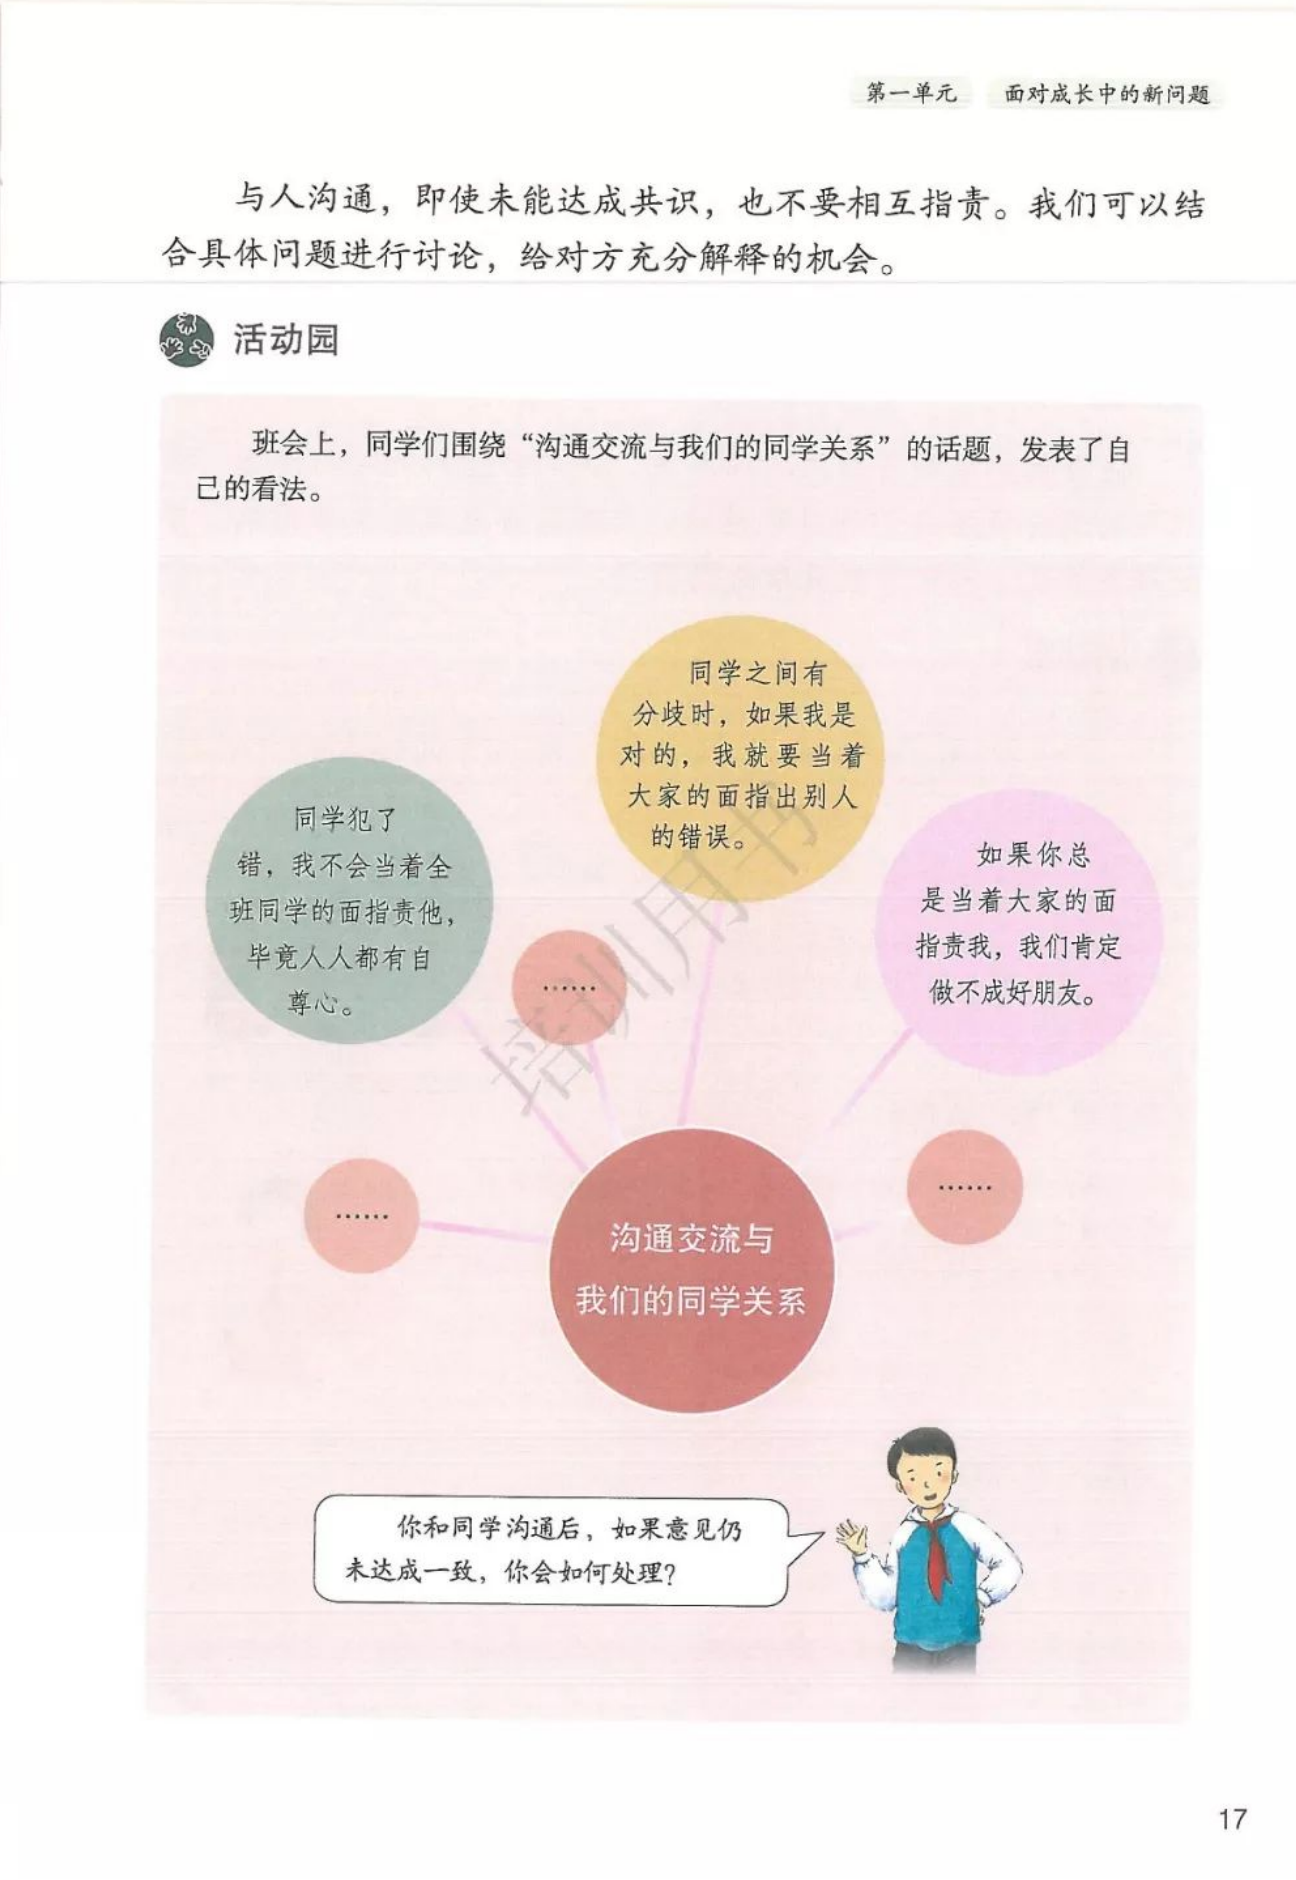 第一单元 面对成长中的新问题
与人沟通，即使未能达成共识，也不要相互指责。我们可以结
合具体问题进行讨论，给对方充分解释的机会。
活动园
班会上，同学们围绕“沟通交流与我们的同学关系”的话题，发表了自
己的看法。
同学之间有
分歧时，如果我是
对的，我就要当着
大家的面指出别人
的错误。
同学犯了
错，我不会当着全
班同学的面指责他，
毕竟人人都有自
尊心。
如果你总
是当着大家的面
指责我，我们肯定
做不成好朋友。
……
……
……
沟通交流与
我们的同学关系
你和同学沟通后，如果意见仍
未达成一致，你会如何处理？
培训用书
17